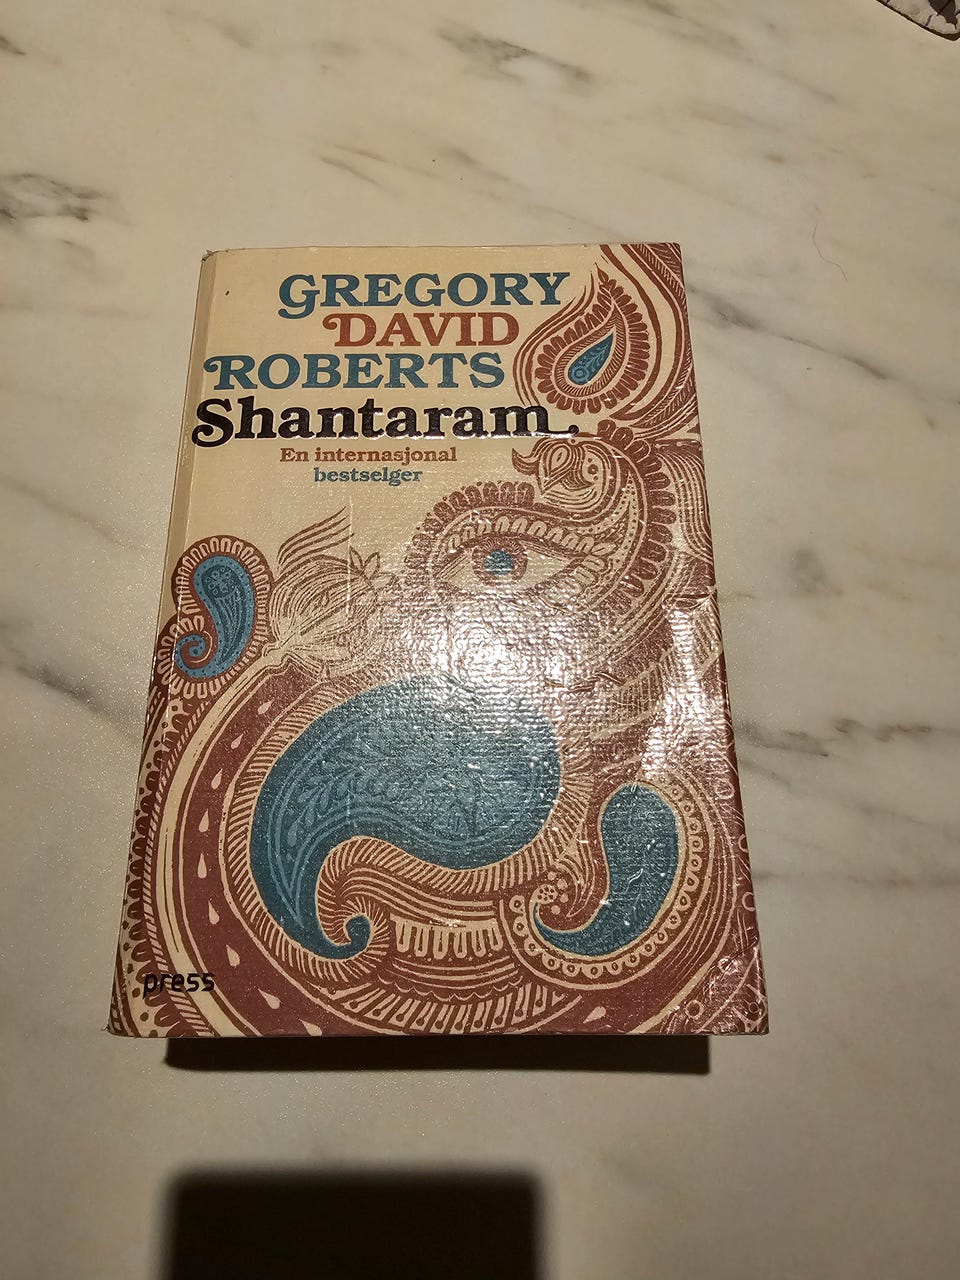 GREGORY
DAVID
ROBERTS
Shantaram
En internasjonal
bestselger
press